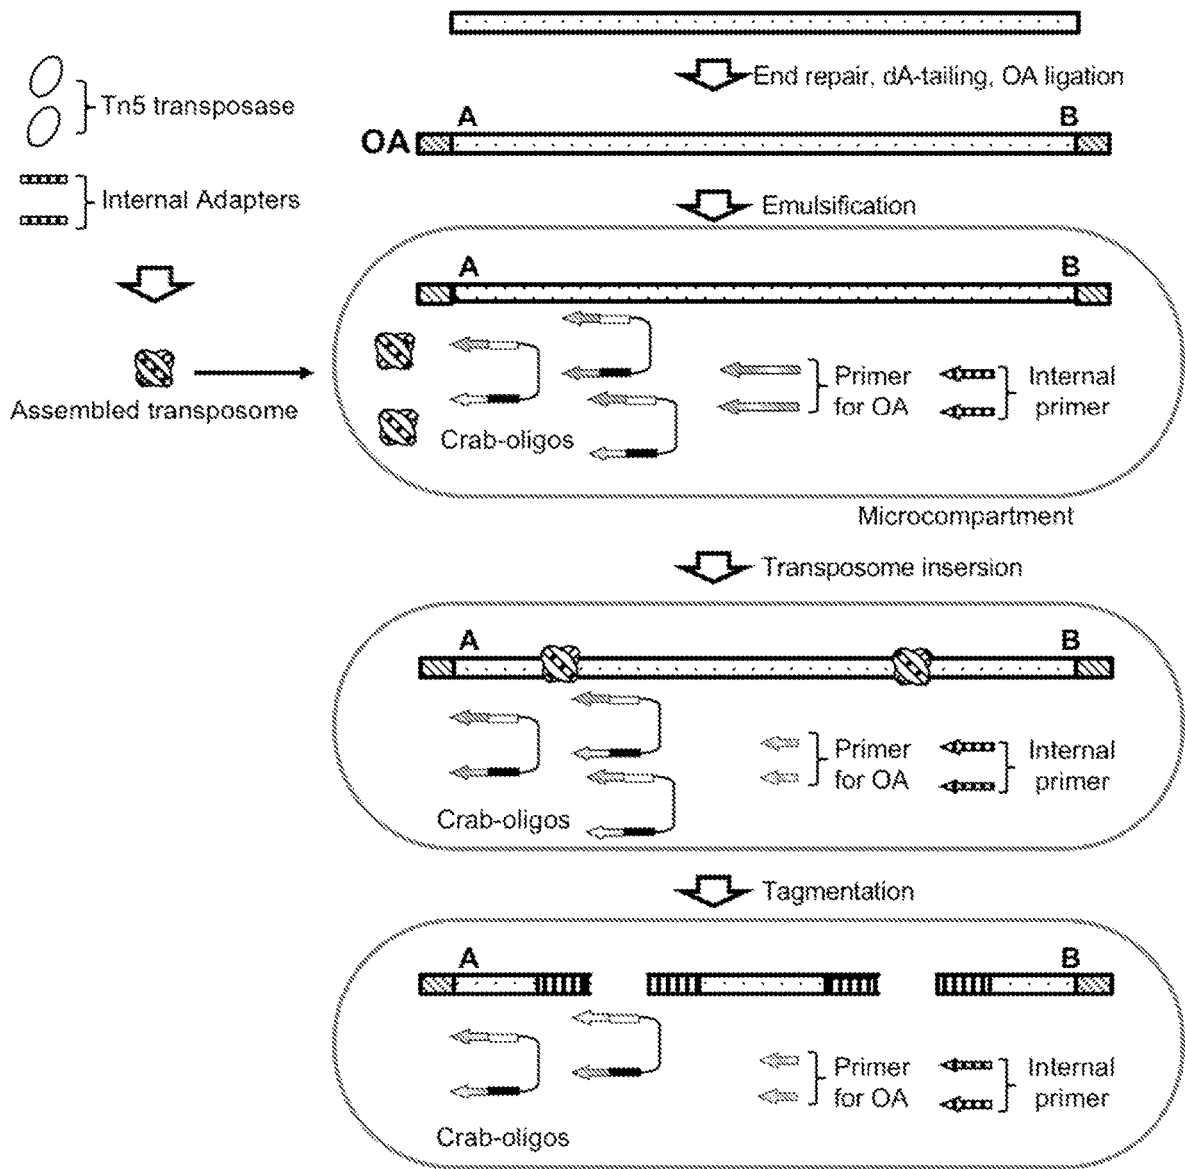 End repair, dA-tailing, OA ligation
Tn5 transposase
A
B
OA
Internal Adapters
Emulsification
A
B
Assembled transposome
Primer
for OA
Internal
primer
Crab-oligos
Microcompartment
Transposome insersion
A
B
Primer
for OA
Internal
primer
Crab-oligos
Tagmentation
A
B
Primer
for OA
Internal
primer
Crab-oligos